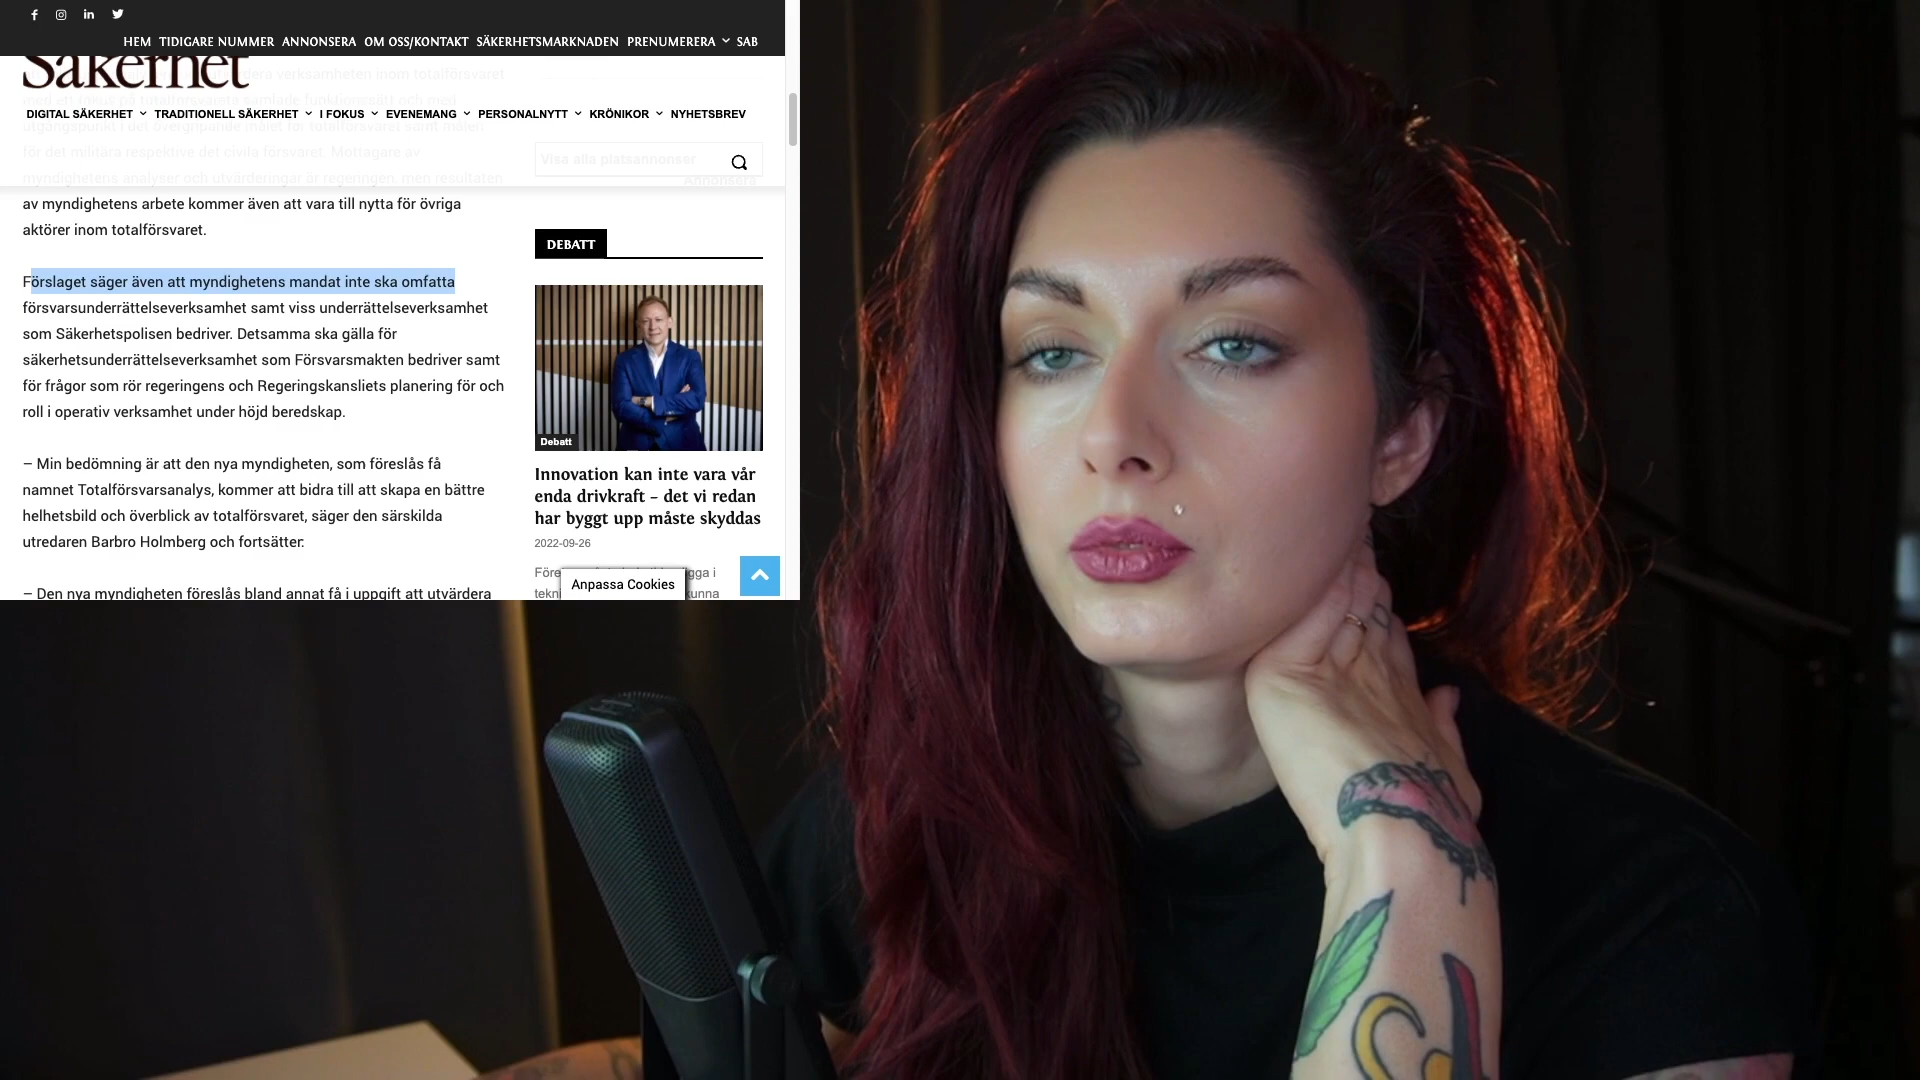 HEM TIDIGARE NUMMER ANNONSERA OM OSS/KONTAKT SÄKERHETSMARKNADEN PRENUMERERA SAB
Säkerhet
verksamheten inom totalförsvaret
DIGITAL SÄKERHET TRADITIONELL SÄKERHET I FOKUS EVENEMANG PERSONALNYTT KRÖNIKOR NYHETSBREV
för det militära respektive det civila försvaret. Mottagare av
Visa alla platsannonser
myndighetens analyser och utvärderingar är regeringen, men resultaten
Annonsera
av myndighetens arbete kommer även att vara till nytta för övriga
aktörer inom totalförsvaret.
Förslaget säger även att myndighetens mandat inte ska omfatta
försvarsunderrättelseverksamhet samt viss underrättelseverksamhet
som Säkerhetspolisen bedriver. Detsamma ska gälla för
säkerhetsunderrättelseverksamhet som Försvarsmakten bedriver samt
för frågor som rör regeringens och Regeringskansliets planering för och
roll i operativ verksamhet under höjd beredskap.
– Min bedömning är att den nya myndigheten, som föreslås få
namnet Totalförsvarsanalys, kommer att bidra till att skapa en bättre
helhetsbild och överblick av totalförsvaret, säger den särskilda
utredaren Barbro Holmberg och fortsätter:
– Den nya myndigheten föreslås bland annat få i uppgift att utvärdera
DEBATT
Debatt
Innovation kan inte vara vår
enda drivkraft – det vi redan
har byggt upp måste skyddas
2022-09-26
Anpassa Cookies
kunna